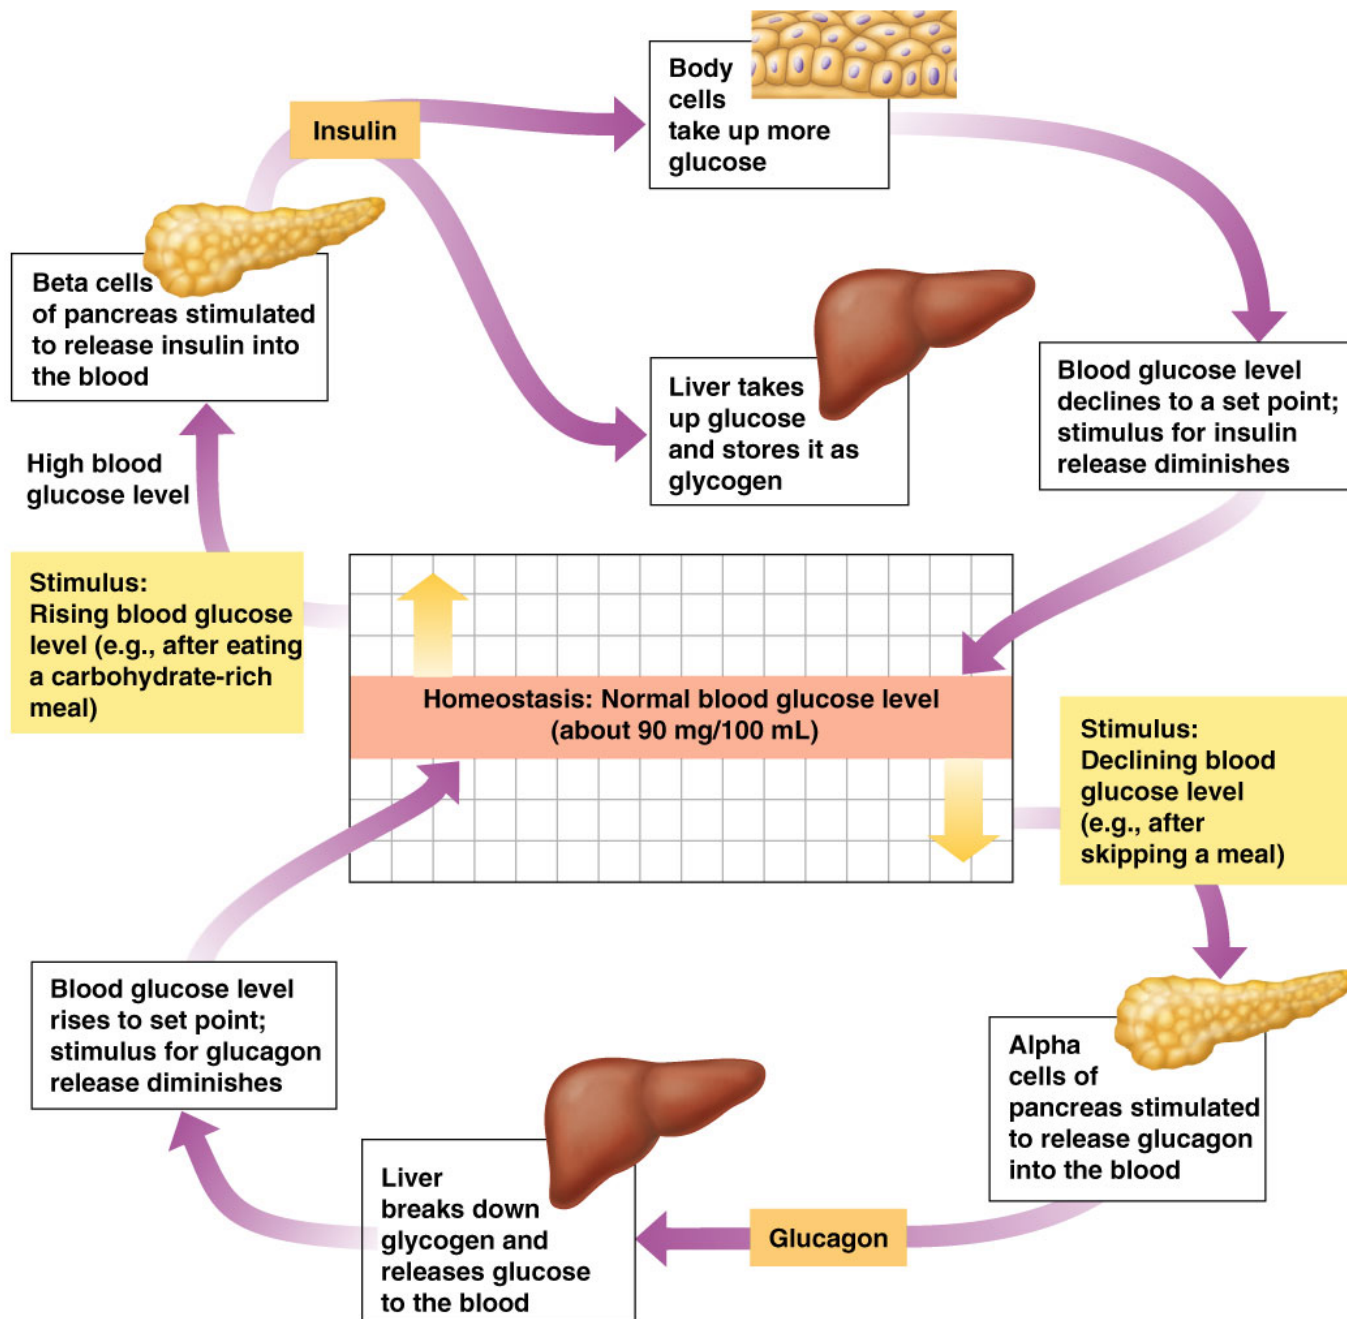 Body
cells
take up more
glucose
Insulin
Beta cells
of pancreas stimulated
to release insulin into
the blood
Liver takes
up glucose
and stores it as
glycogen
Blood glucose level
declines to a set point;
stimulus for insulin
release diminishes
High blood
glucose level
Stimulus:
Rising blood glucose
level (e.g., after eating
a carbohydrate-rich
meal)
Homeostasis: Normal blood glucose level
(about 90 mg/100 mL)
Stimulus:
Declining blood
glucose level
(e.g., after
skipping a meal)
Blood glucose level
rises to set point;
stimulus for glucagon
release diminishes
Alpha
cells of
pancreas stimulated
to release glucagon
into the blood
Liver
breaks down
glycogen and
releases glucose
to the blood
Glucagon